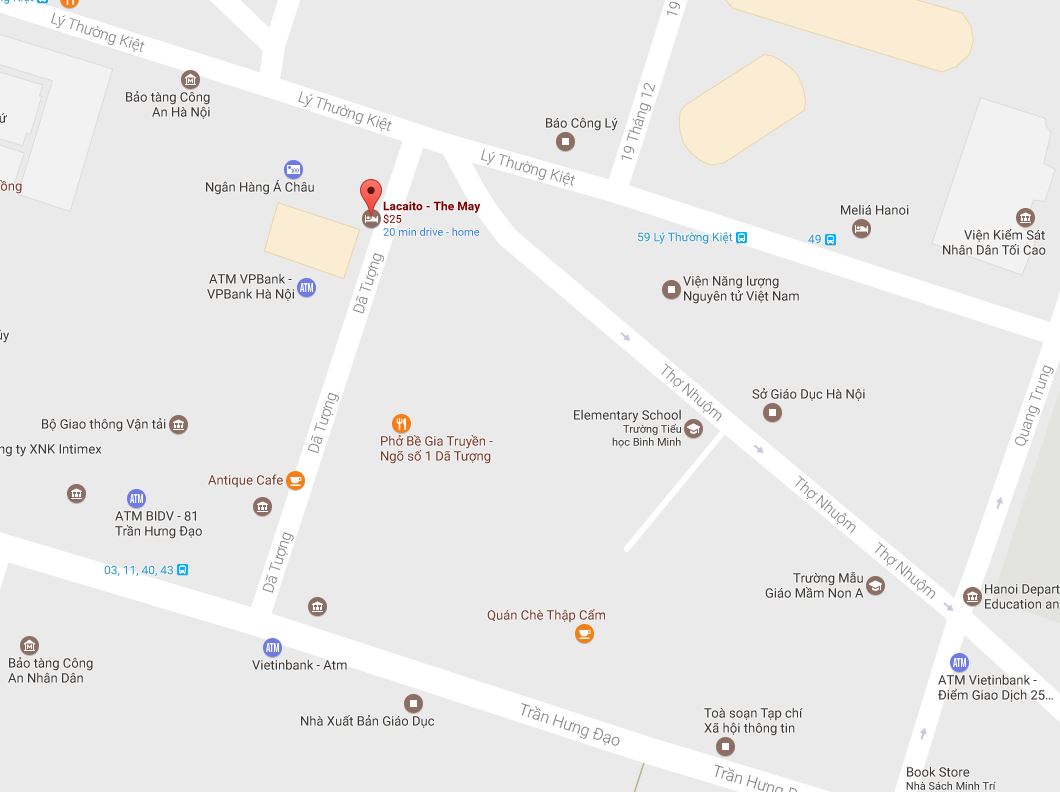 Lý Thường Kiệt
19
Bảo tàng Công
An Hà Nội
Lý Thường Kiệt
Báo Công Lý
19 Tháng 12
Lý Thường Kiệt
Ngân Hàng Á Châu
Lacaito - The May
$25
20 min drive - home
Meliá Hanoi
59 Lý Thường Kiệt
49
Viện Kiểm Sát
Nhân Dân Tối Cao
ATM VPBank -
VPBank Hà Nội
ATM
Dã Tượng
Viện Năng lượng
Nguyên tử Việt Nam
Thợ Nhuộm
Sở Giáo Dục Hà Nội
Quang Trung
Elementary School
Trường Tiểu
học Bình Minh
Bộ Giao thông Vận tải
Dã Tượng
Phở Bề Gia Truyền -
Ngõ số 1 Dã Tượng
ng ty XNK Intimex
Antique Cafe
ATM
ATM BIDV - 81
Trần Hưng Đạo
Thợ Nhuộm
03, 11, 40, 43
Dã Tượng
Thợ Nhuộm
Trường Mẫu
Giáo Mầm Non A
Hanoi Depart
Education an
Quán Chè Thập Cẩm
Bảo tàng Công
An Nhân Dân
ATM
Vietinbank - Atm
ATM
ATM Vietinbank -
Điểm Giao Dịch 25...
Nhà Xuất Bản Giáo Dục
Trần Hưng Đạo
Toà soạn Tạp chí
Xã hội thông tin
Trần Hưng
Book Store
Nhà Sách Minh Trí